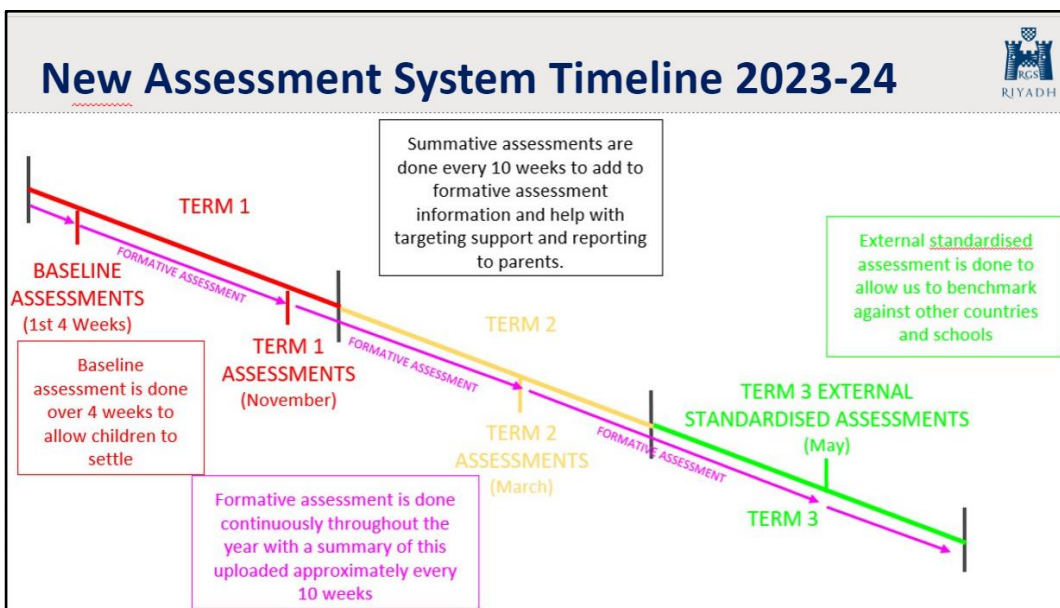 New Assessment System Timeline 2023-24
RGS
RIYADH
Summative assessments are
done every 10 weeks to add to
formative assessment
information and help with
targeting support and reporting
to parents.
TERM 1
FORMATIVE ASSESSMENT
BASELINE
ASSESSMENTS
(1st 4 Weeks)
Baseline
assessment is done
over 4 weeks to
allow children to
settle
TERM 1
ASSESSMENTS
(November)
FORMATIVE ASSESSMENT
TERM 2
TERM 2
ASSESSMENTS
(March)
FORMATIVE ASSESSMENT
External standardised
assessment is done to
allow us to benchmark
against other countries
and schools
TERM 3 EXTERNAL
STANDARDISED ASSESSMENTS
(May)
TERM 3
Formative assessment is done
continuously throughout the
year with a summary of this
uploaded approximately every
10 weeks